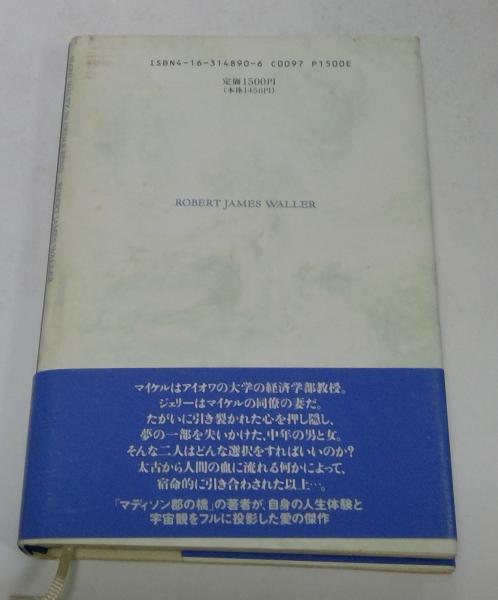 ISBN4-16-314890-6 C0097 P1500E
定価1500円
(本体1456円)
ROBERT JAMES WALLER
マイケルはアイオワの大学の経済学部教授。
ジェリーはマイケルの同僚の妻だ。
たがいに引き裂かれた心を押し隠し、
夢の一部を失いかけた、中年の男と女。
そんな二人はどんな選択をすればいいのか?
太古から人間の血に流れる何かによって、
宿命的に引き合わされた以上…。
「マディソン郡の橋」の著者が、自身の人生体験と
宇宙観をフルに投影した愛の傑作